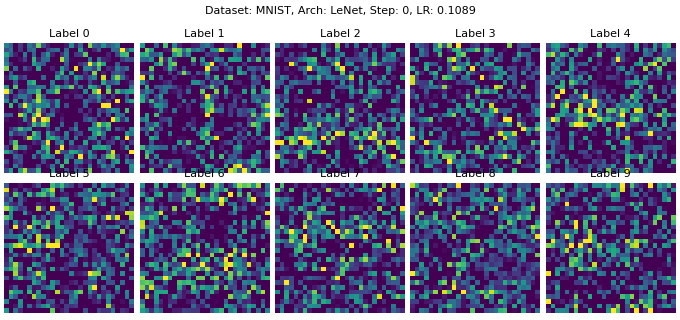 Dataset: MNIST, Arch: LeNet, Step: 0, LR: 0.1089
Label 0
Label 1
Label 2
Label 3
Label 4
Label 5
Label 6
Label 7
Label 8
Label 9